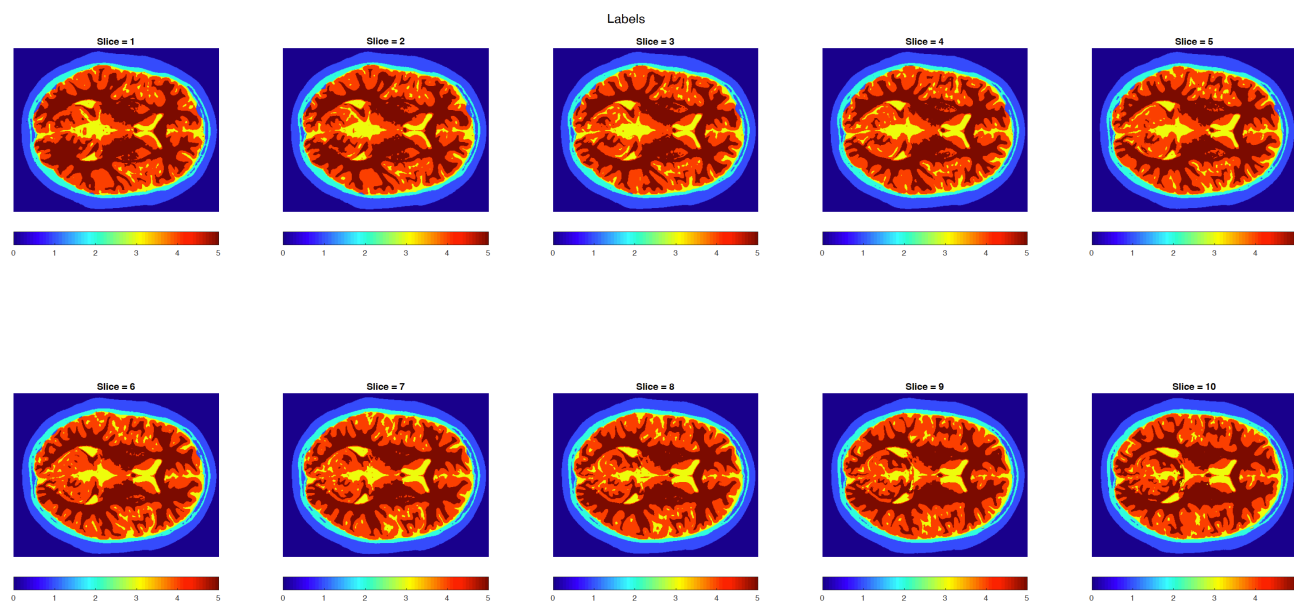 Labels
Slice = 1
Slice = 2
Slice = 3
Slice = 4
Slice = 5
0 1 2 3 4 5
0 1 2 3 4 5
0 1 2 3 4 5
0 1 2 3 4 5
0 1 2 3 4
Slice = 6
Slice = 7
Slice = 8
Slice = 9
Slice = 10
0 1 2 3 4 5
0 1 2 3 4 5
0 1 2 3 4 5
0 1 2 3 4 5
0 1 2 3 4